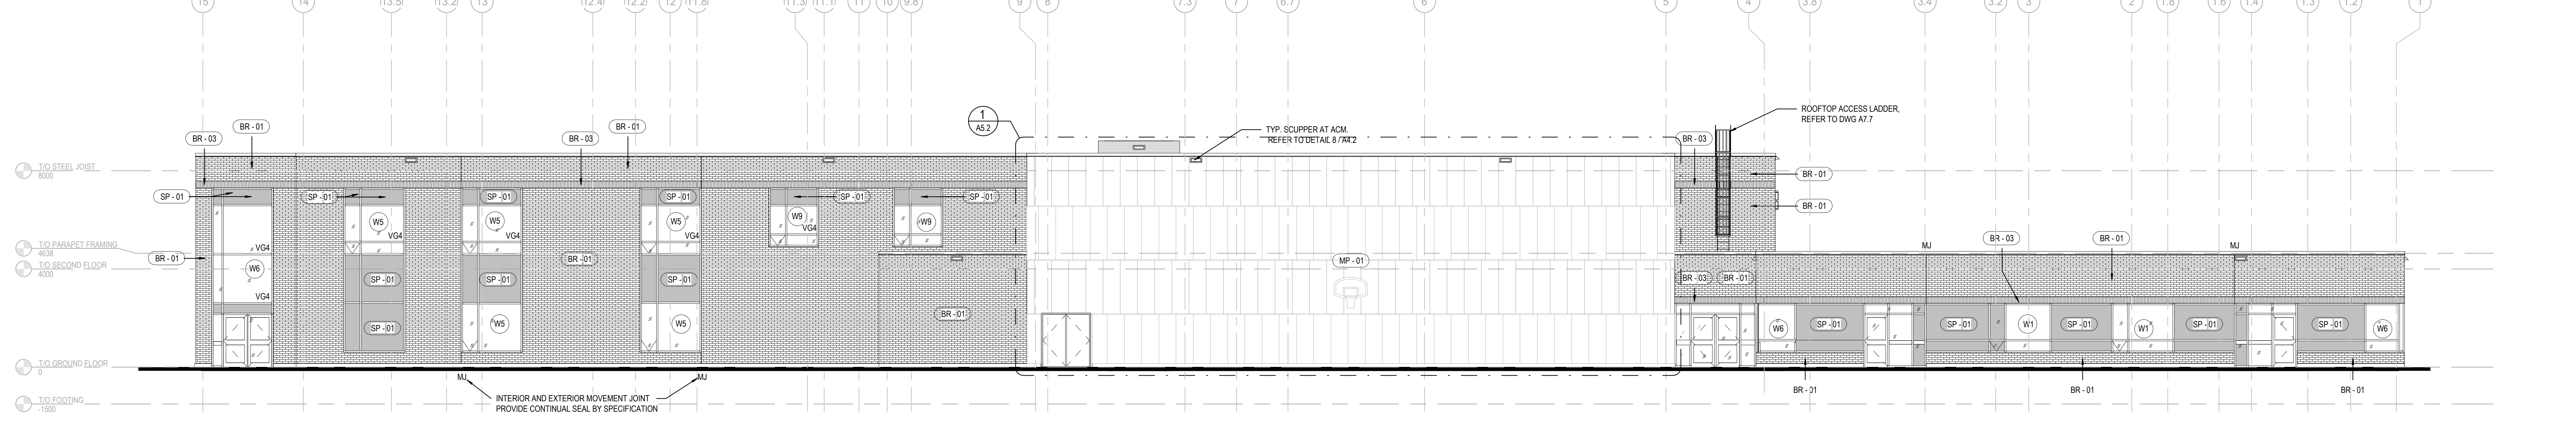 15 14 13.5 13.2 13 12.4 12.2 12 11.8 11.3 11.1 11 10 9.8 9 8 7.3 7 6.7 6 5 4 3.8 3.4 3.2 3 2 1.8 1.6 1.4 1.3 1.2 1
ROOFTOP ACCESS LADDER,
REFER TO DWG A7.7
1
A5.2
TYP. SCUPPER AT ACM.
REFER TO DETAIL 8 / A4.2
BR - 03
BR - 01
BR - 03
BR - 01
BR - 03
T/O STEEL JOIST
8000
BR - 01
SP - 01
SP - 01
SP - 01
SP - 01
SP - 01
SP - 01
BR - 01
W5
W5
W5
W9
W9
VG4
VG4
VG4
VG4
T/O PARAPET FRAMING
4638
VG4
BR - 01
BR - 01
MP - 01
MJ
BR - 03
BR - 01
MJ
T/O SECOND FLOOR
4000
W6
SP - 01
SP - 01
SP - 01
BR - 03
BR - 01
VG4
BR - 01
SP - 01
W5
W5
W6
SP - 01
SP - 01
W1
SP - 01
W1
SP - 01
SP - 01
W6
T/O GROUND FLOOR
0
MJ
MJ
BR - 01
BR - 01
BR - 01
INTERIOR AND EXTERIOR MOVEMENT JOINT
PROVIDE CONTINUAL SEAL BY SPECIFICATION
T/O FOOTING
-1500